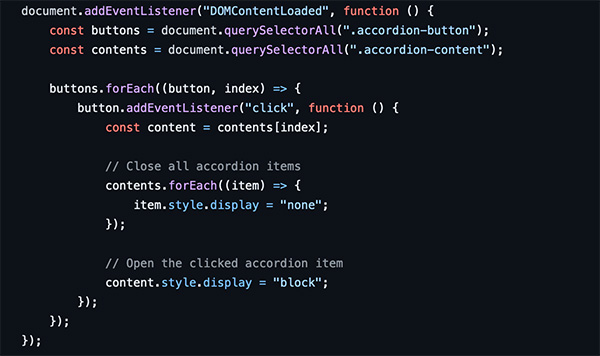 document.addEventListener("DOMContentLoaded", function () {
    const buttons = document.querySelectorAll(".accordion-button");
    const contents = document.querySelectorAll(".accordion-content");

    buttons.forEach((button, index) => {
        button.addEventListener("click", function () {
            const content = contents[index];

            // Close all accordion items
            contents.forEach((item) => {
                item.style.display = "none";
            });

            // Open the clicked accordion item
            content.style.display = "block";
        });
    });
});